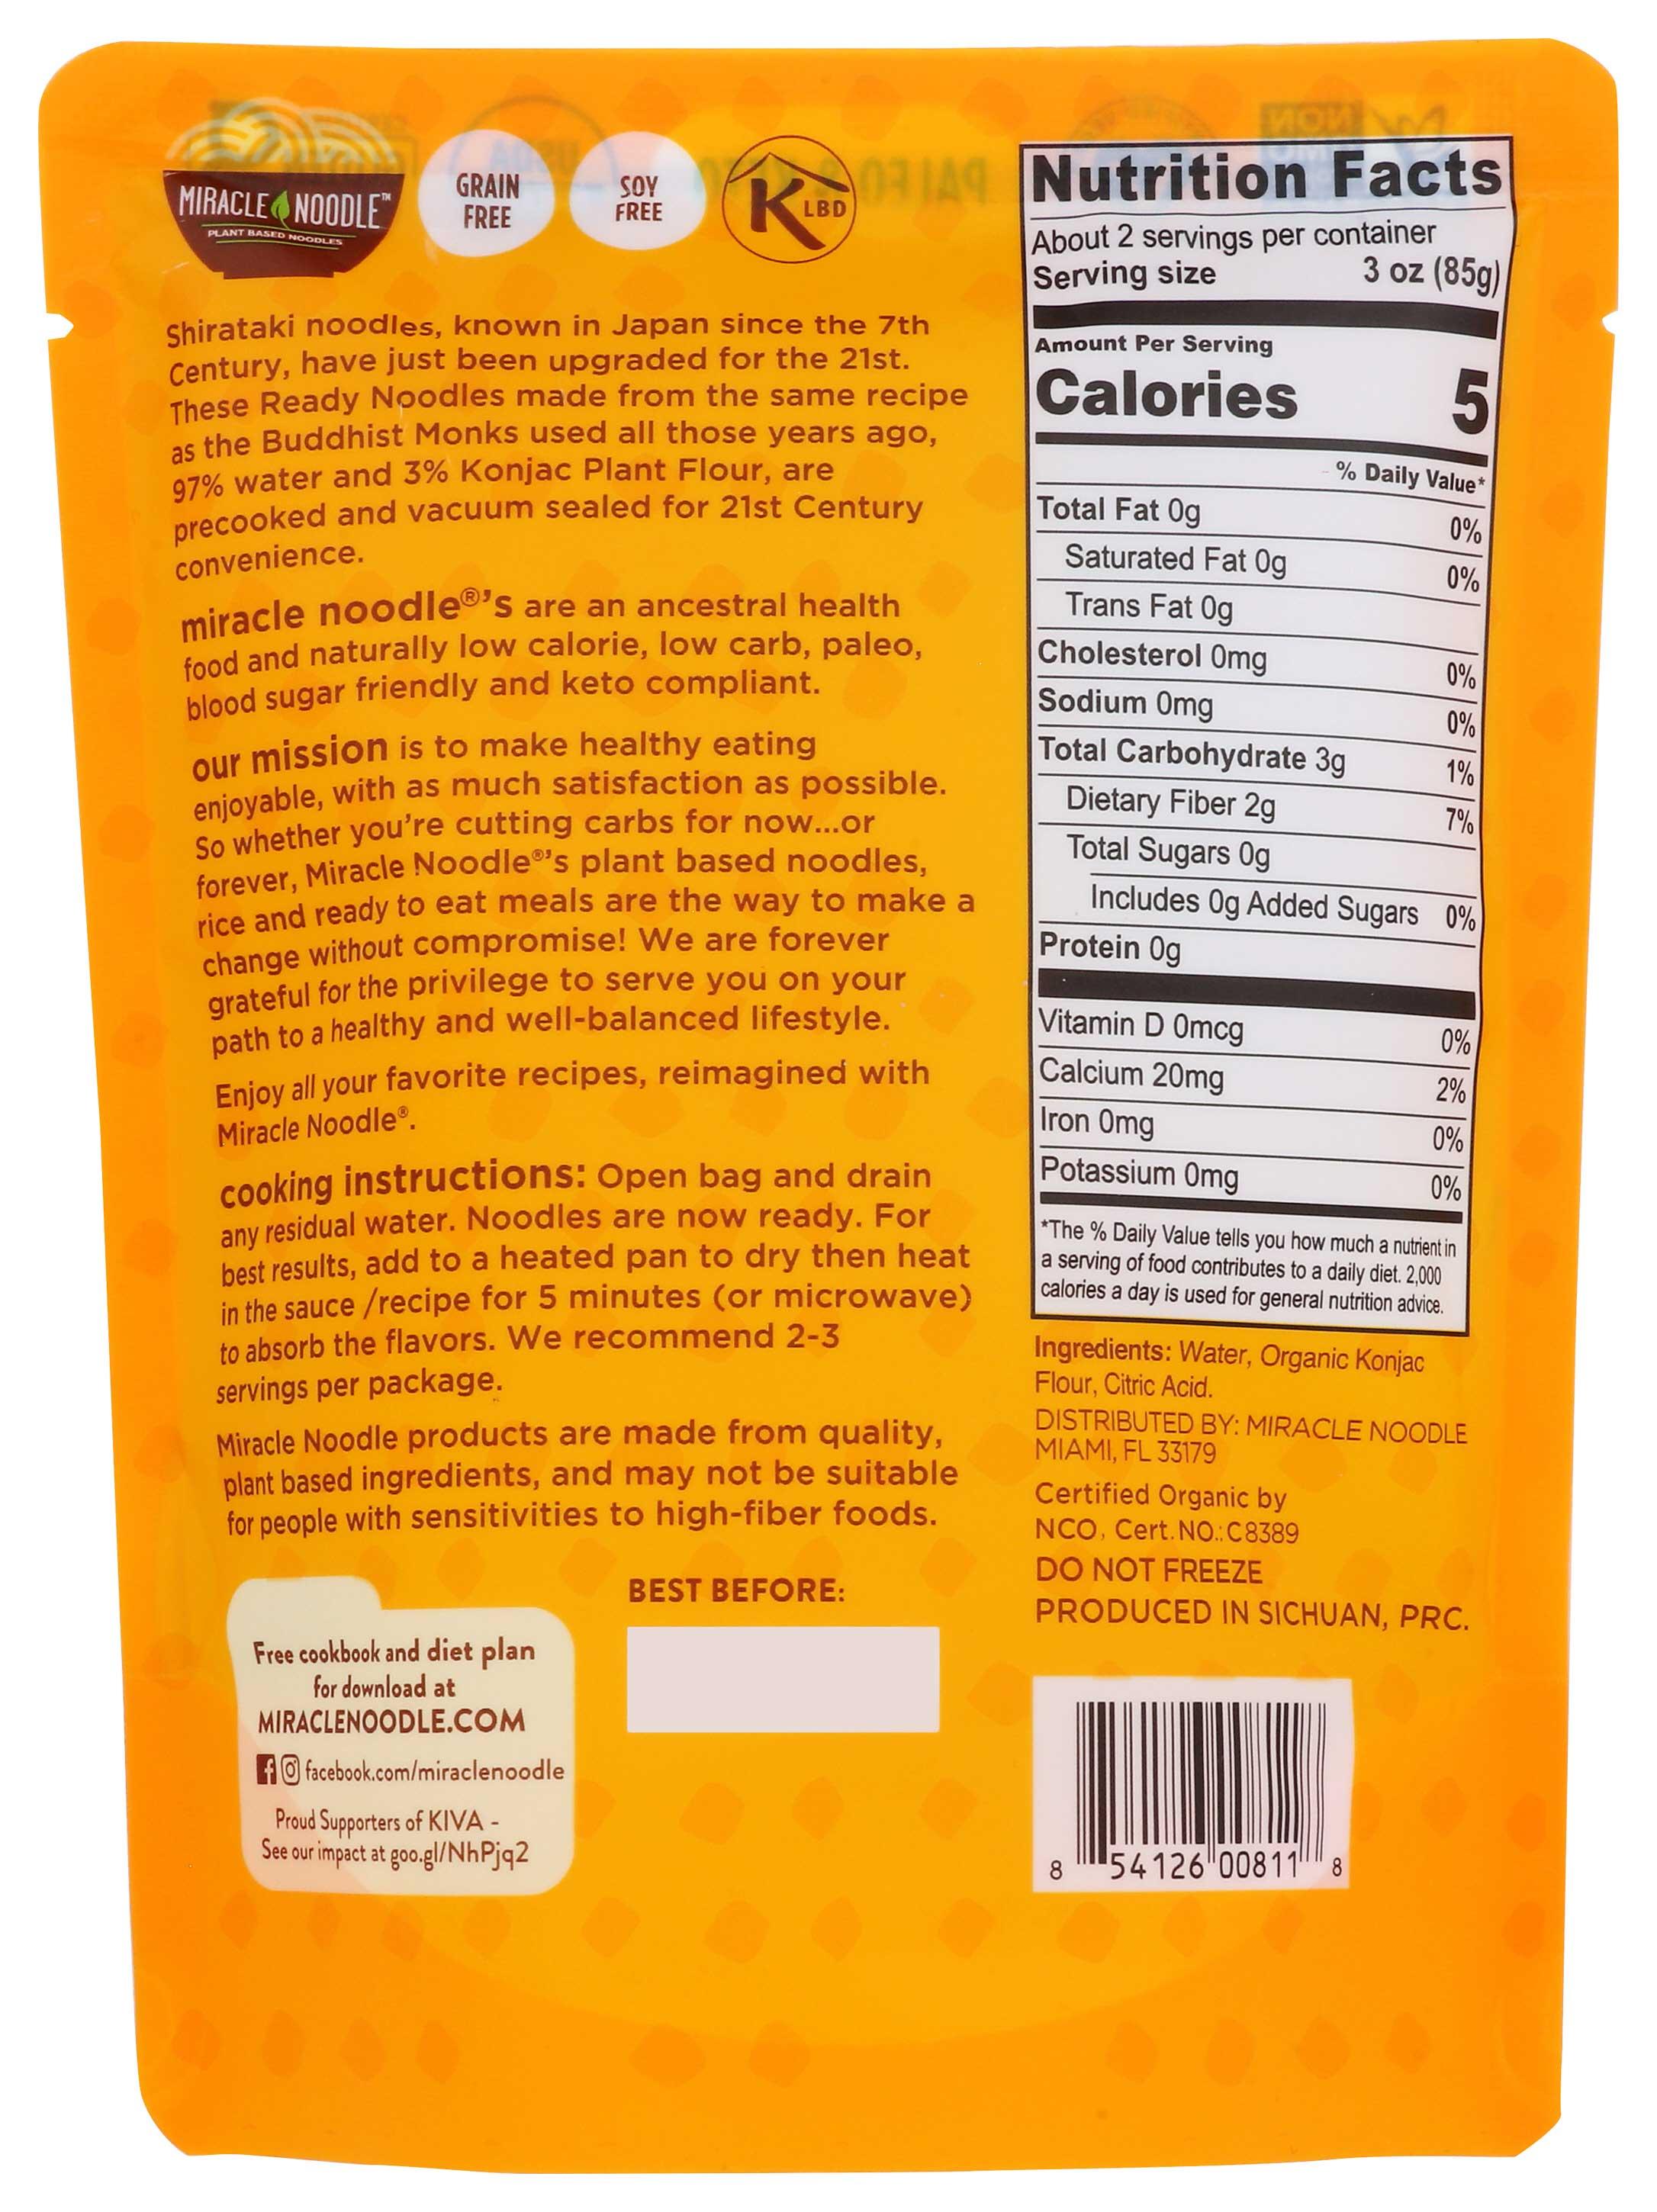 MIRACLE NOODLE™
PLANT BASED NOODLES
GRAIN
FREE
SOY
FREE
K LBD
Shirataki noodles, known in Japan since the 7th
Century, have just been upgraded for the 21st.
These Ready Noodles made from the same recipe
as the Buddhist Monks used all those years ago,
97% water and 3% Konjac Plant Flour, are
precooked and vacuum sealed for 21st Century
convenience.
miracle noodle®'s are an ancestral health
food and naturally low calorie, low carb, paleo,
blood sugar friendly and keto compliant.
our mission is to make healthy eating
enjoyable, with as much satisfaction as possible.
So whether you're cutting carbs for now...or
forever, Miracle Noodle®'s plant based noodles,
rice and ready to eat meals are the way to make a
change without compromise! We are forever
grateful for the privilege to serve you on your
path to a healthy and well-balanced lifestyle.
Enjoy all your favorite recipes, reimagined with
Miracle Noodle®.
cooking instructions: Open bag and drain
any residual water. Noodles are now ready. For
best results, add to a heated pan to dry then heat
in the sauce /recipe for 5 minutes (or microwave)
to absorb the flavors. We recommend 2-3
servings per package.
Miracle Noodle products are made from quality,
plant based ingredients, and may not be suitable
for people with sensitivities to high-fiber foods.
BEST BEFORE:
Free cookbook and diet plan
for download at
MIRACLENOODLE.COM
facebook.com/miraclenoodle
Proud Supporters of KIVA -
See our impact at goo.gl/NhPjq2
Nutrition Facts
About 2 servings per container
Serving size 3 oz (85g)
Amount Per Serving
Calories 5
% Daily Value*
Total Fat 0g 0%
Saturated Fat 0g 0%
Trans Fat 0g
Cholesterol 0mg 0%
Sodium 0mg 0%
Total Carbohydrate 3g 1%
Dietary Fiber 2g 7%
Total Sugars 0g
Includes 0g Added Sugars 0%
Protein 0g
Vitamin D 0mcg 0%
Calcium 20mg 2%
Iron 0mg 0%
Potassium 0mg 0%
*The % Daily Value tells you how much a nutrient in
a serving of food contributes to a daily diet. 2,000
calories a day is used for general nutrition advice.
Ingredients: Water, Organic Konjac
Flour, Citric Acid.
DISTRIBUTED BY: MIRACLE NOODLE
MIAMI, FL 33179
Certified Organic by
NCO, Cert.NO.:C8389
DO NOT FREEZE
PRODUCED IN SICHUAN, PRC.
8 54126 00811 8